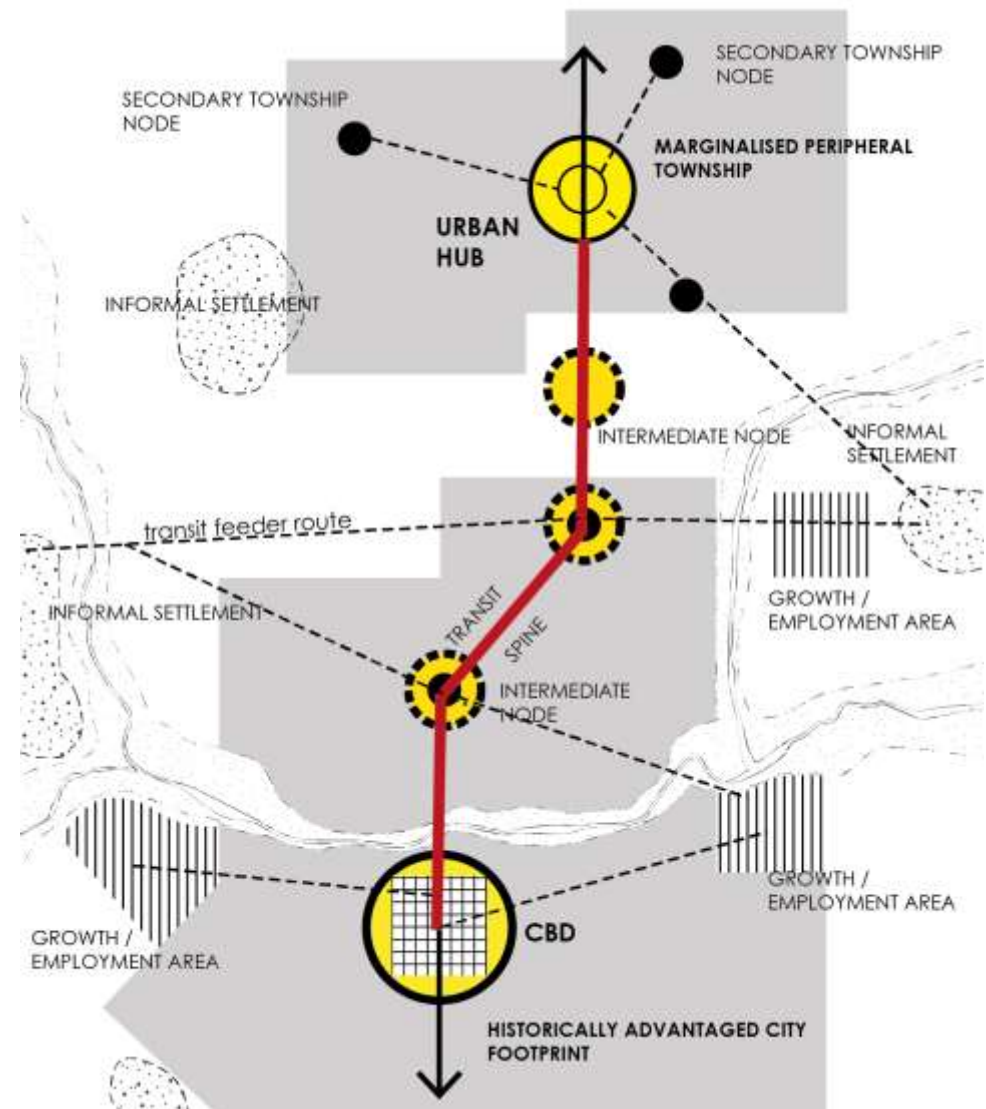 SECONDARY TOWNSHIP
NODE
SECONDARY TOWNSHIP
NODE
MARGINALISED PERIPHERAL
TOWNSHIP
URBAN
HUB
INFORMAL SETTLEMENT
INTERMEDIATE NODE
INFORMAL
SETTLEMENT
transit feeder route
GROWTH /
EMPLOYMENT AREA
INFORMAL SETTLEMENT
TRANSIT
SPINE
INTERMEDIATE
NODE
GROWTH /
EMPLOYMENT AREA
GROWTH /
EMPLOYMENT AREA
CBD
HISTORICALLY ADVANTAGED CITY
FOOTPRINT